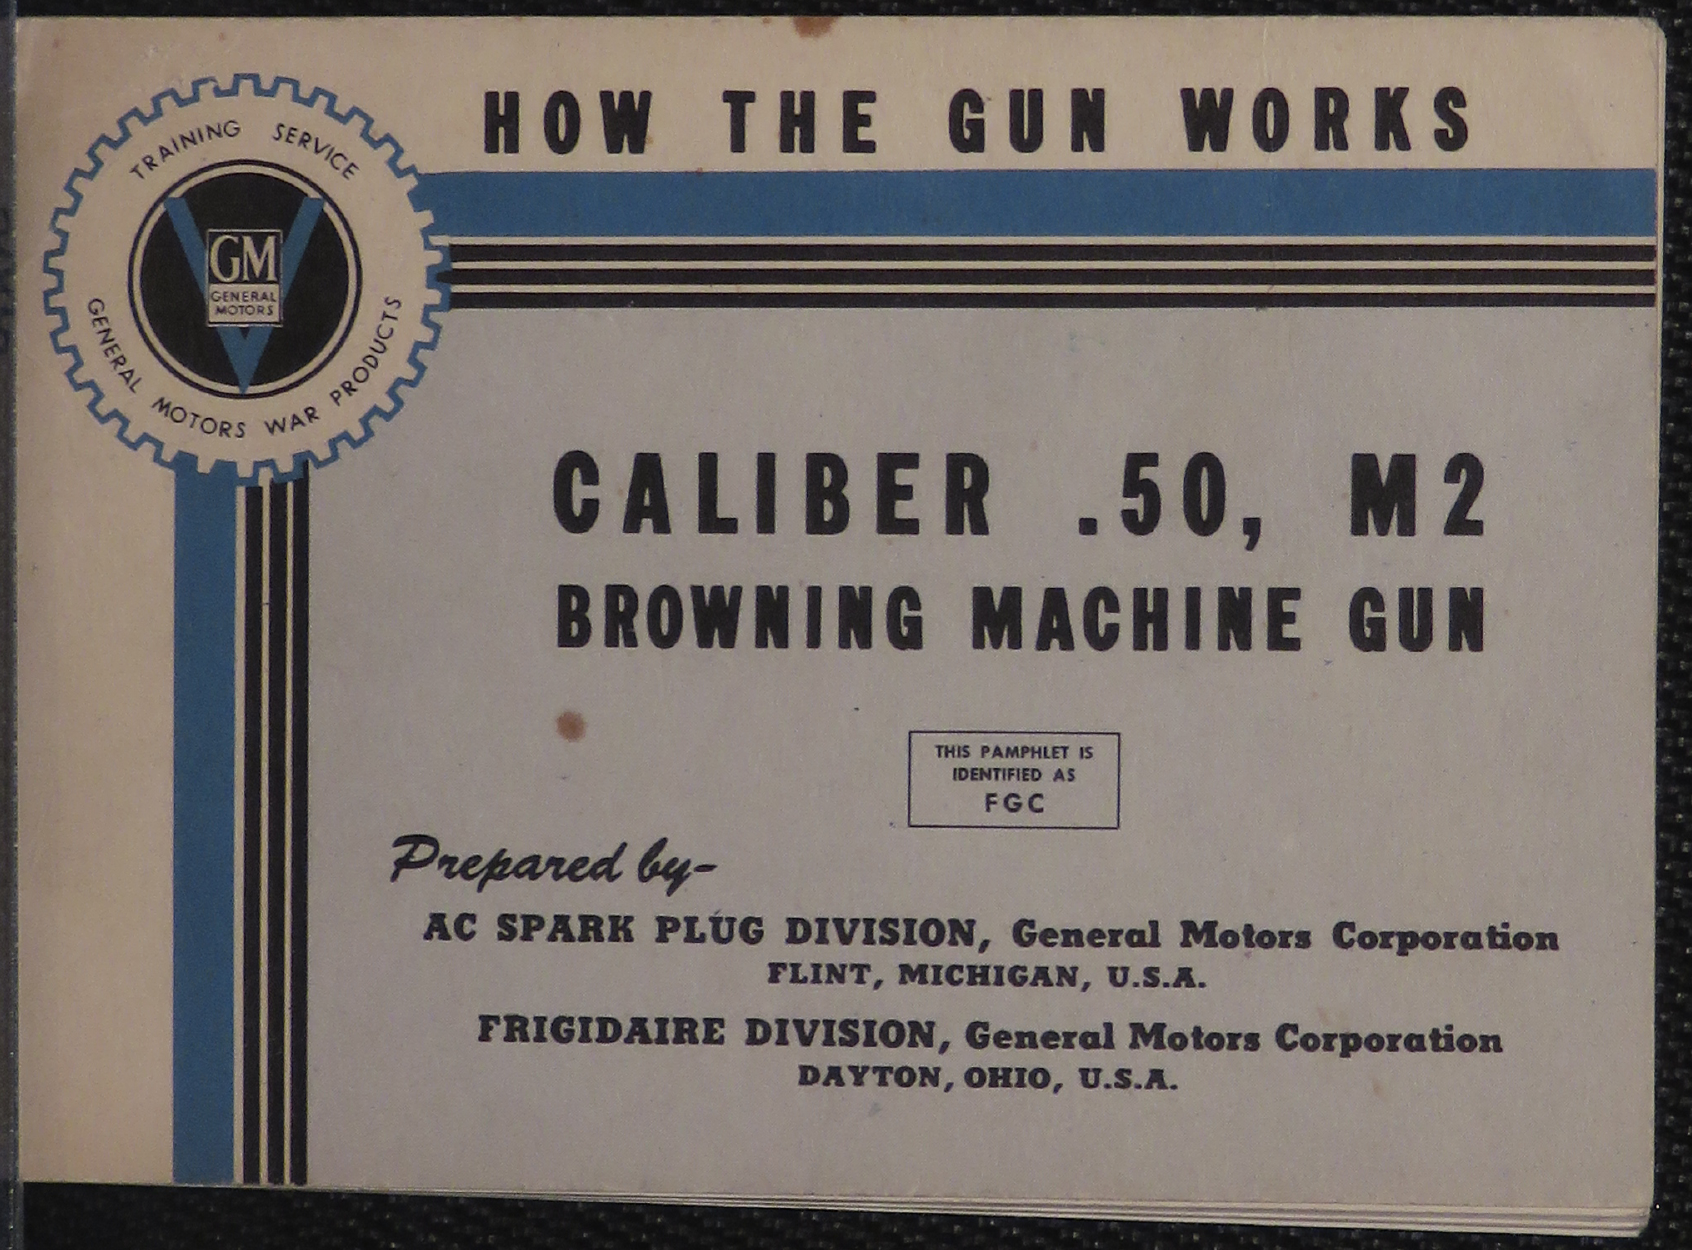 HOW THE GUN WORKS
TRAINING SERVICE
GM
GENERAL
MOTORS
GENERAL MOTORS WAR PRODUCTS
CALIBER .50, M2
BROWNING MACHINE GUN
THIS PAMPHLET IS
IDENTIFIED AS
FGC
Prepared by-
AC SPARK PLUG DIVISION, General Motors Corporation
FLINT, MICHIGAN, U.S.A.
FRIGIDAIRE DIVISION, General Motors Corporation
DAYTON, OHIO, U.S.A.